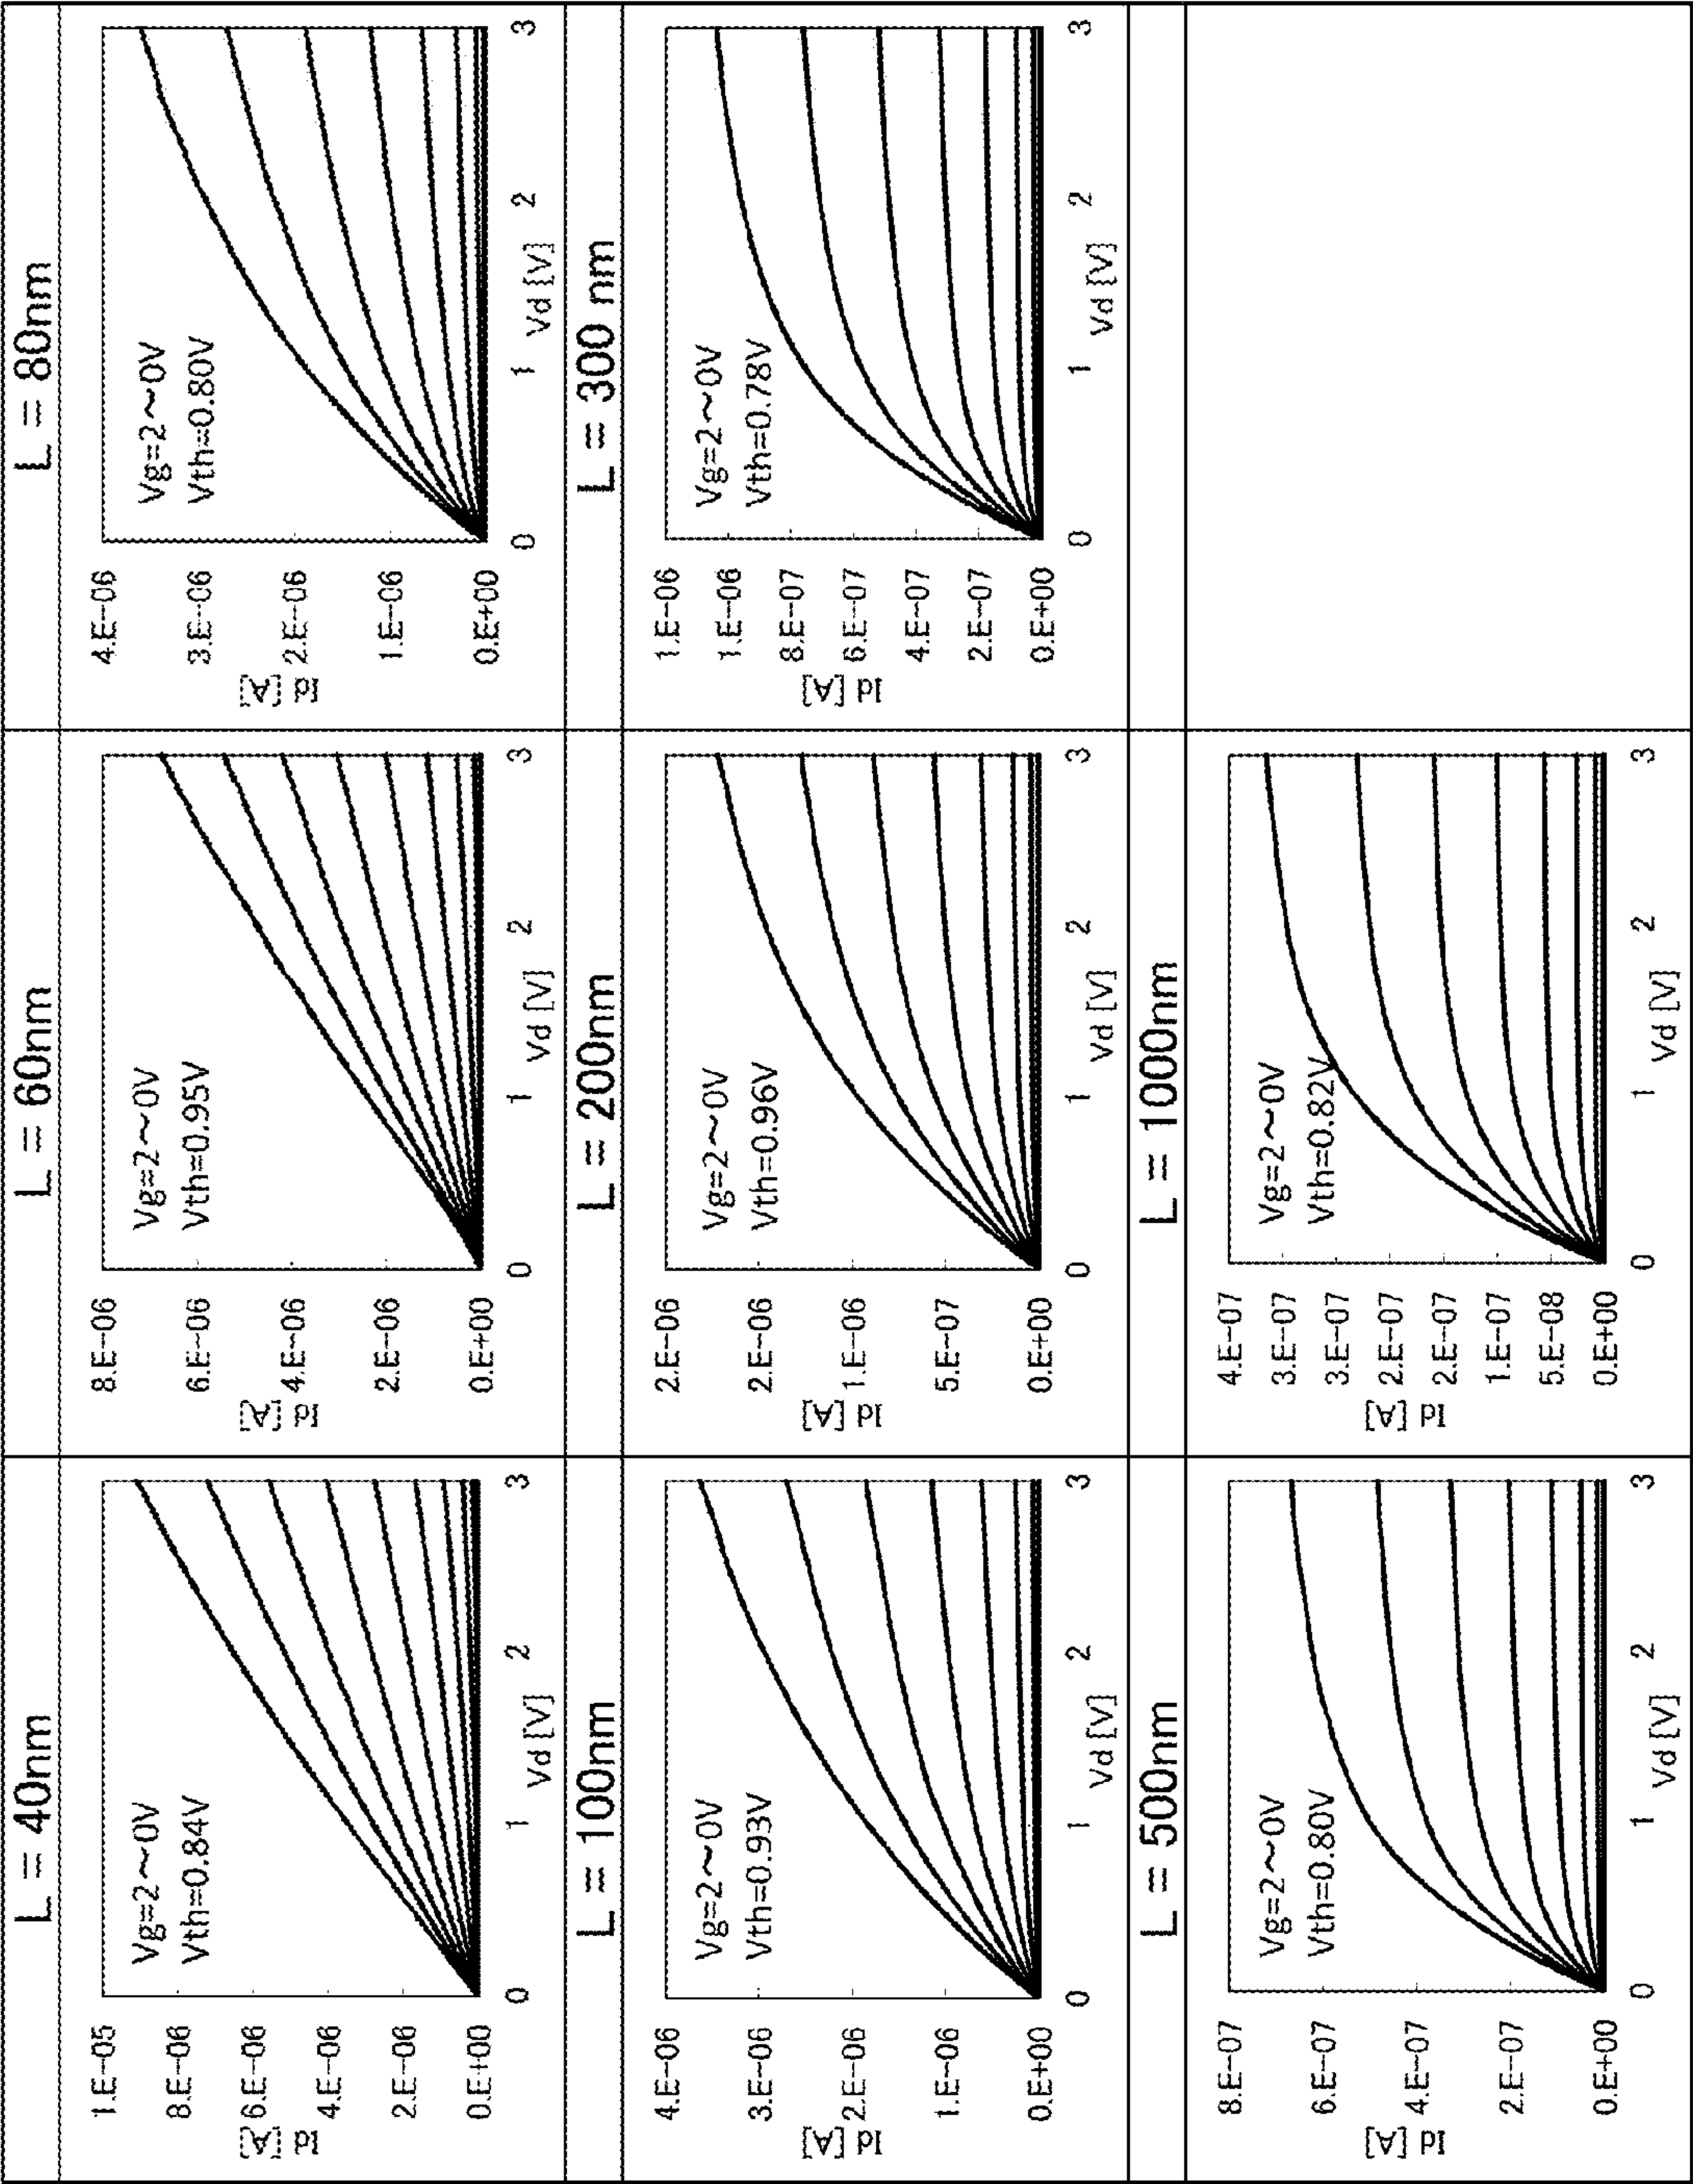 L = 40nm
Vg=2~0V
Vth=0.84V
Id [A]
1.E-05
8.E-06
6.E-06
4.E-06
2.E-06
0.E+00
0 1 2 3
Vd [V]
L = 60nm
Vg=2~0V
Vth=0.95V
Id [A]
8.E-06
6.E-06
4.E-06
2.E-06
0.E+00
0 1 2 3
Vd [V]
L = 80nm
Vg=2~0V
Vth=0.80V
Id [A]
4.E-06
3.E-06
2.E-06
1.E-06
0.E+00
0 1 2 3
Vd [V]
L = 100nm
Vg=2~0V
Vth=0.93V
Id [A]
4.E-06
3.E-06
2.E-06
1.E-06
0.E+00
0 1 2 3
Vd [V]
L = 200nm
Vg=2~0V
Vth=0.96V
Id [A]
2.E-06
2.E-06
1.E-06
5.E-07
0.E+00
0 1 2 3
Vd [V]
L = 300 nm
Vg=2~0V
Vth=0.78V
Id [A]
1.E-06
1.E-06
8.E-07
6.E-07
4.E-07
2.E-07
0.E+00
0 1 2 3
Vd [V]
L = 500nm
Vg=2~0V
Vth=0.80V
Id [A]
8.E-07
6.E-07
4.E-07
2.E-07
0.E+00
0 1 2 3
Vd [V]
L = 1000nm
Vg=2~0V
Vth=0.82V
Id [A]
4.E-07
3.E-07
3.E-07
2.E-07
2.E-07
1.E-07
5.E-08
0.E+00
0 1 2 3
Vd [V]